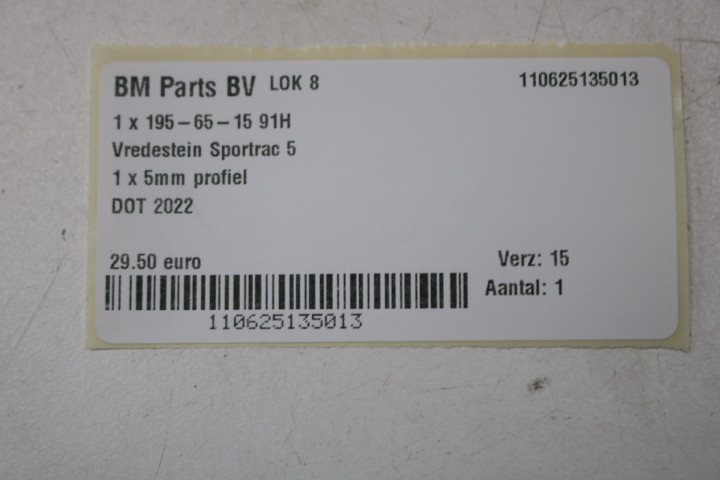 BM Parts BV LOK 8 110625135013
1 x 195-65-15 91H
Vredestein Sportrac 5
1 x 5mm profiel
DOT 2022
29.50 euro Verz: 15
Aantal: 1
110625135013